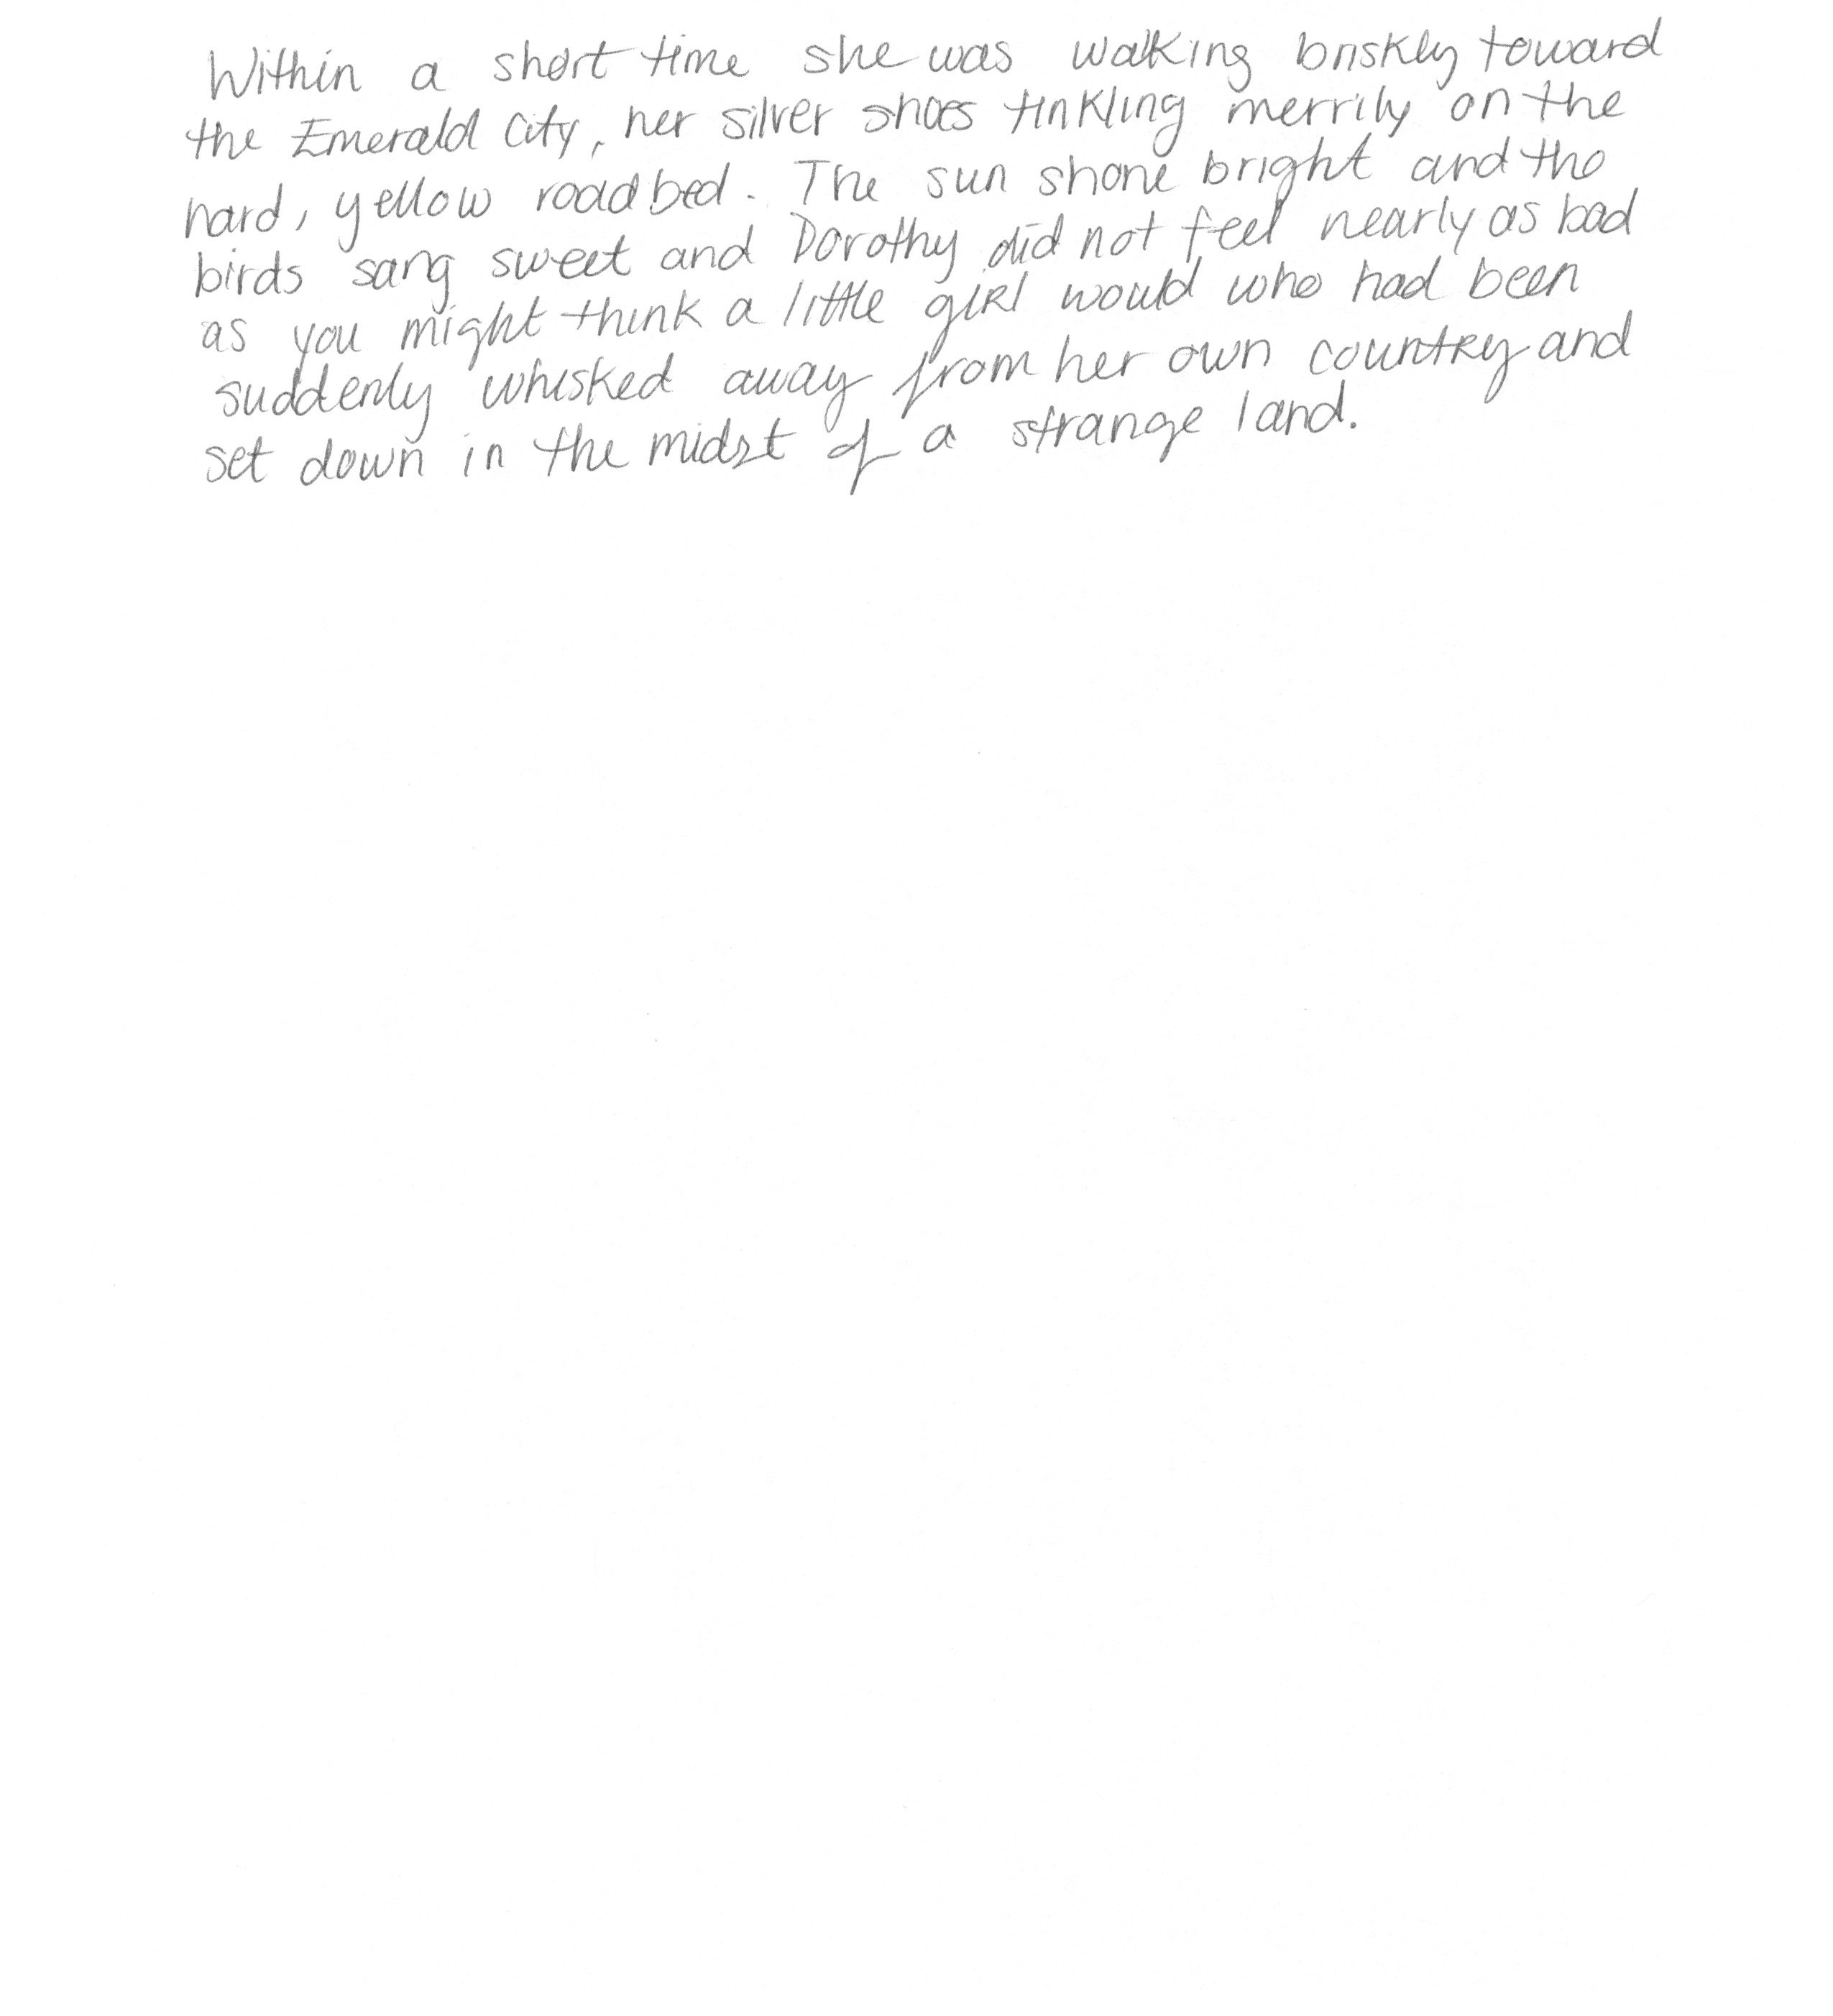 Within a short time she was walking briskly toward
the Emerald City, her silver shoes tinkling merrily on the
hard, yellow roadbed. The sun shone bright and the
birds sang sweet and Dorothy did not feel nearly as bad
as you might think a little girl would who had been
suddenly whisked away from her own country and
set down in the midst of a strange land.